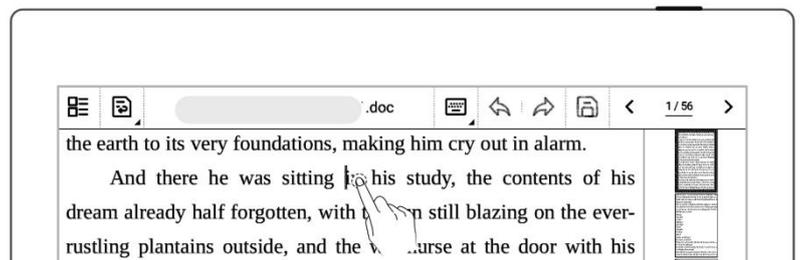 .doc
1 / 56
the earth to its very foundations, making him cry out in alarm.
And there he was sitting his study, the contents of his
dream already half forgotten, with still blazing on the ever-
rustling plantains outside, and the at the door with his